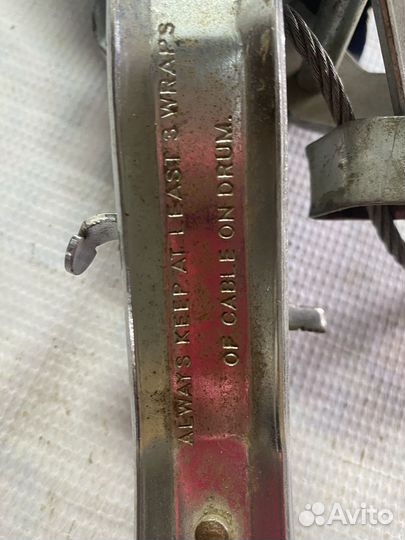 ALWAYS KEEP AT LEAST 3 WRAPS
OF CABLE ON DRUM.
Avito